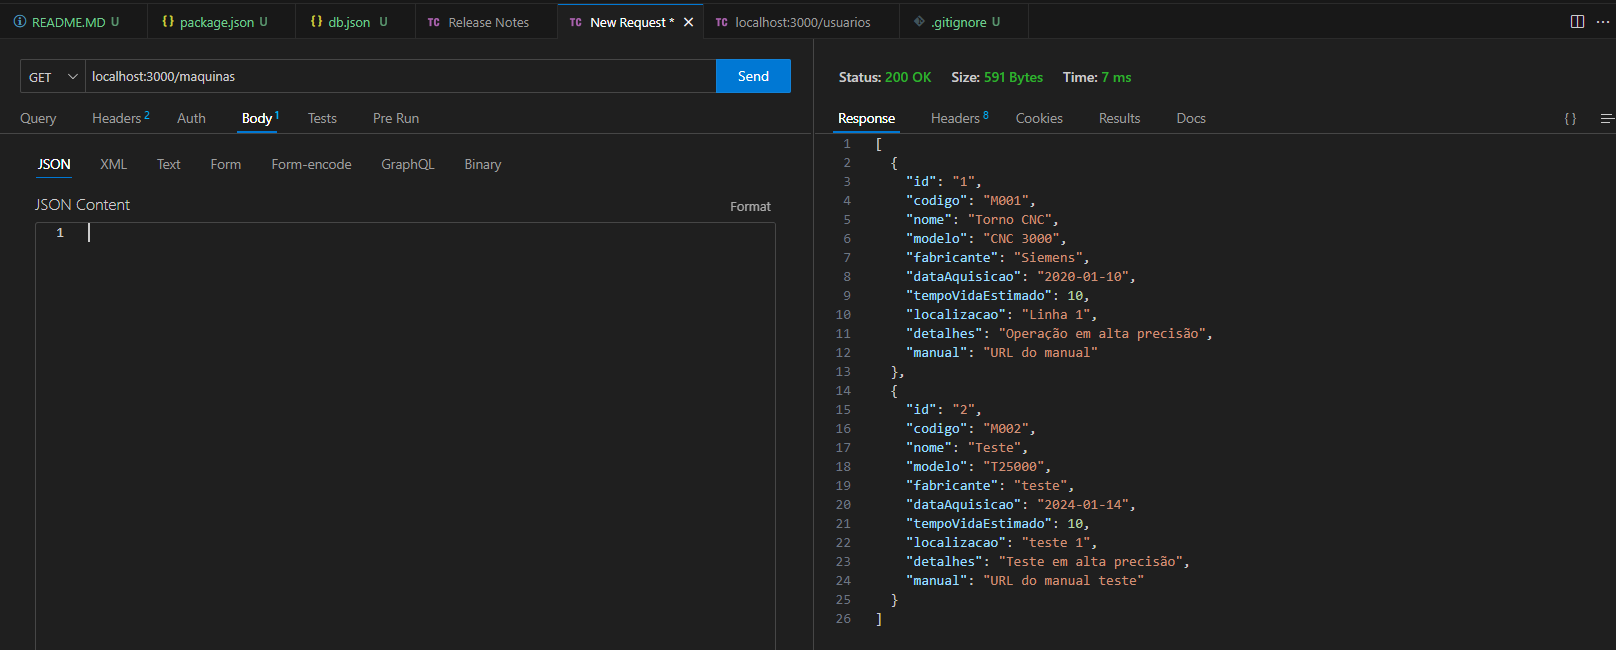 README.MD U
{} package.json U
{} db.json U
TC Release Notes
TC New Request *
TC localhost:3000/usuarios
.gitignore U
GET localhost:3000/maquinas Send
Query Headers 2 Auth Body 1 Tests Pre Run
JSON XML Text Form Form-encode GraphQL Binary
JSON Content Format
1
Status: 200 OK Size: 591 Bytes Time: 7 ms
Response Headers 8 Cookies Results Docs {}
1 [
2 {
3 "id": "1",
4 "codigo": "M001",
5 "nome": "Torno CNC",
6 "modelo": "CNC 3000",
7 "fabricante": "Siemens",
8 "dataAquisicao": "2020-01-10",
9 "tempoVidaEstimado": 10,
10 "localizacao": "Linha 1",
11 "detalhes": "Operação em alta precisão",
12 "manual": "URL do manual"
13 },
14 {
15 "id": "2",
16 "codigo": "M002",
17 "nome": "Teste",
18 "modelo": "T25000",
19 "fabricante": "teste",
20 "dataAquisicao": "2024-01-14",
21 "tempoVidaEstimado": 10,
22 "localizacao": "teste 1",
23 "detalhes": "Teste em alta precisão",
24 "manual": "URL do manual teste"
25 }
26 ]